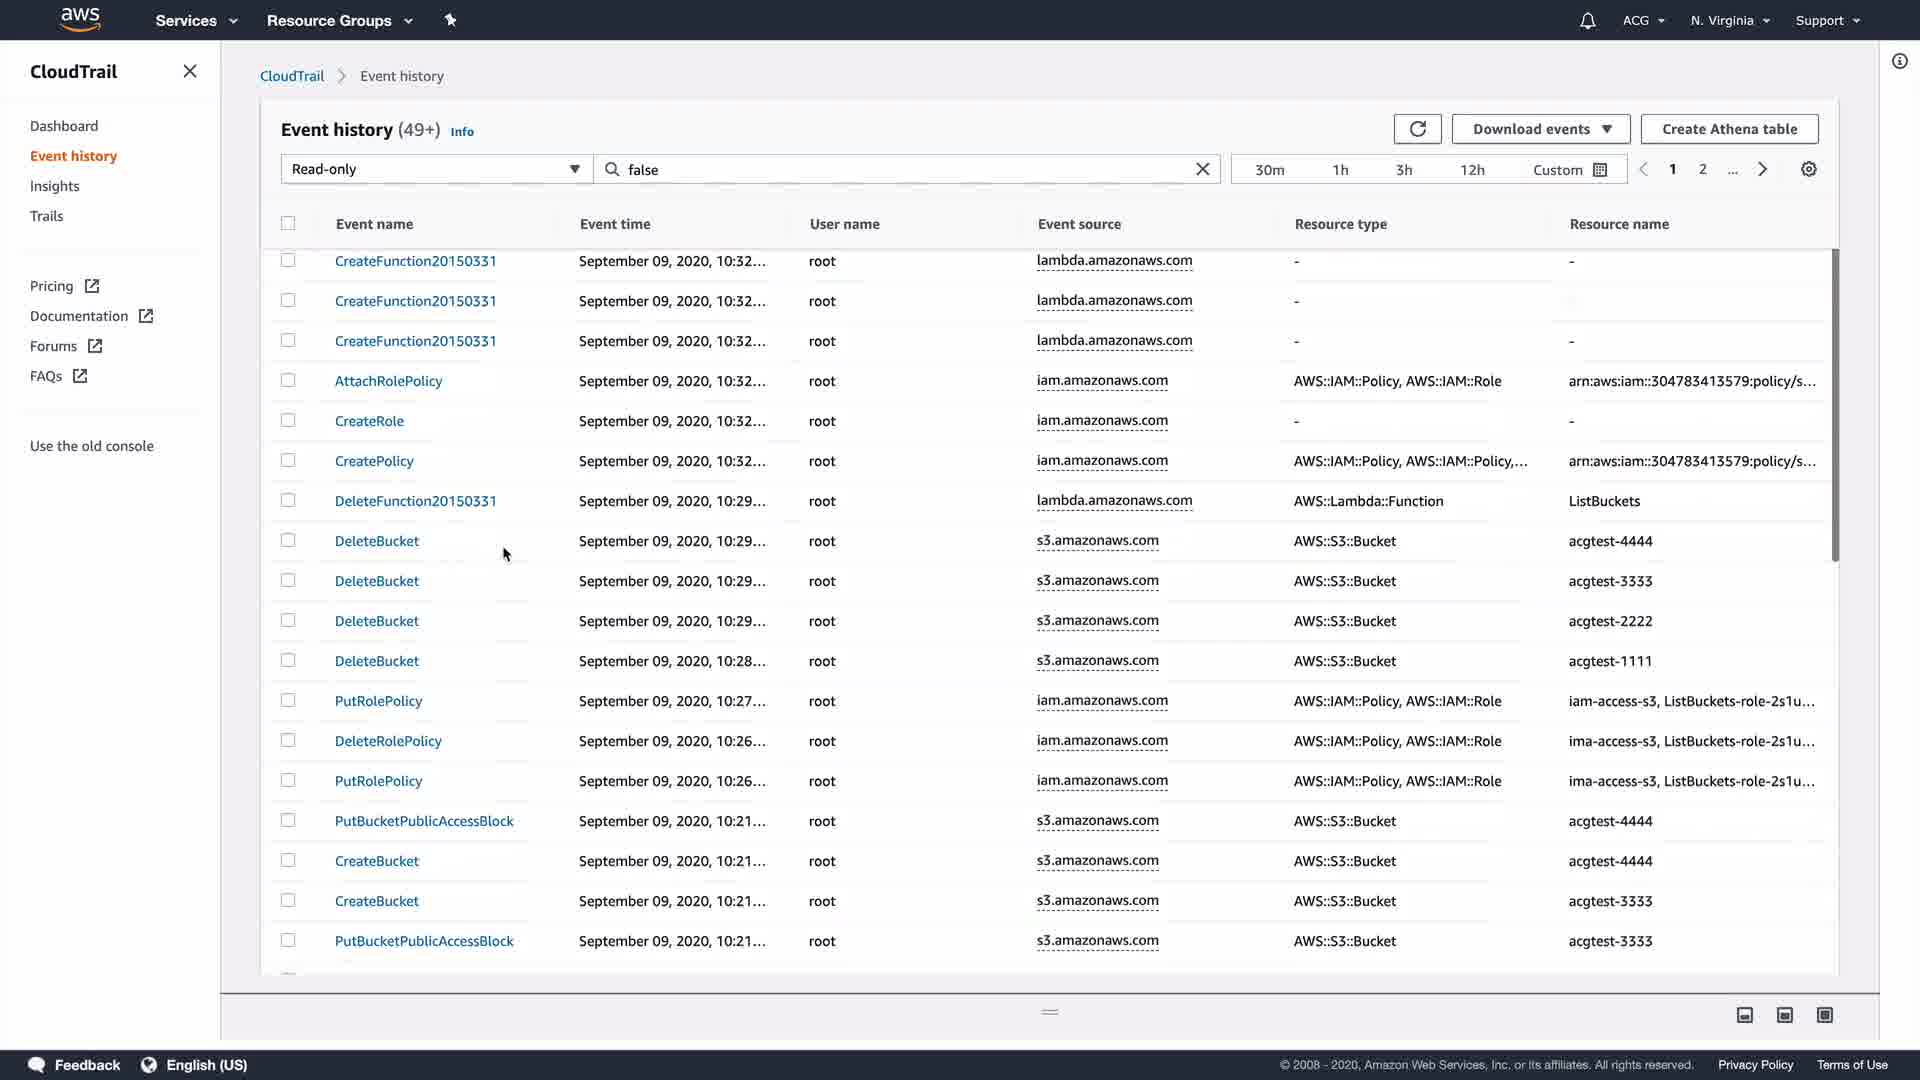 aws Services Resource Groups ACG N. Virginia Support
CloudTrail
Dashboard
Event history
Insights
Trails
Pricing
Documentation
Forums
FAQs
Use the old console
CloudTrail Event history
Event history (49+) Info Download events Create Athena table
Read-only false 30m 1h 3h 12h Custom 1 2 ...
Event name Event time User name Event source Resource type Resource name
CreateFunction20150331 September 09, 2020, 10:32... root lambda.amazonaws.com - -
CreateFunction20150331 September 09, 2020, 10:32... root lambda.amazonaws.com -
CreateFunction20150331 September 09, 2020, 10:32... root lambda.amazonaws.com - -
AttachRolePolicy September 09, 2020, 10:32... root iam.amazonaws.com AWS::IAM::Policy, AWS::IAM::Role arn:aws:iam::304783413579:policy/s...
CreateRole September 09, 2020, 10:32... root iam.amazonaws.com - -
CreatePolicy September 09, 2020, 10:32... root iam.amazonaws.com AWS::IAM::Policy, AWS::IAM::Policy,... arn:aws:iam::304783413579:policy/s...
DeleteFunction20150331 September 09, 2020, 10:29... root lambda.amazonaws.com AWS::Lambda::Function ListBuckets
DeleteBucket September 09, 2020, 10:29... root s3.amazonaws.com AWS::S3::Bucket acgtest-4444
DeleteBucket September 09, 2020, 10:29... root s3.amazonaws.com AWS::S3::Bucket acgtest-3333
DeleteBucket September 09, 2020, 10:29... root s3.amazonaws.com AWS::S3::Bucket acgtest-2222
DeleteBucket September 09, 2020, 10:28... root s3.amazonaws.com AWS::S3::Bucket acgtest-1111
PutRolePolicy September 09, 2020, 10:27... root iam.amazonaws.com AWS::IAM::Policy, AWS::IAM::Role iam-access-s3, ListBuckets-role-2s1u...
DeleteRolePolicy September 09, 2020, 10:26... root iam.amazonaws.com AWS::IAM::Policy, AWS::IAM::Role ima-access-s3, ListBuckets-role-2s1u...
PutRolePolicy September 09, 2020, 10:26... root iam.amazonaws.com AWS::IAM::Policy, AWS::IAM::Role ima-access-s3, ListBuckets-role-2s1u...
PutBucketPublicAccessBlock September 09, 2020, 10:21... root s3.amazonaws.com AWS::S3::Bucket acgtest-4444
CreateBucket September 09, 2020, 10:21... root s3.amazonaws.com AWS::S3::Bucket acgtest-4444
CreateBucket September 09, 2020, 10:21... root s3.amazonaws.com AWS::S3::Bucket acgtest-3333
PutBucketPublicAccessBlock September 09, 2020, 10:21... root s3.amazonaws.com AWS::S3::Bucket acgtest-3333
Feedback English (US) © 2008 - 2020, Amazon Web Services, Inc. or its affiliates. All rights reserved. Privacy Policy Terms of Use